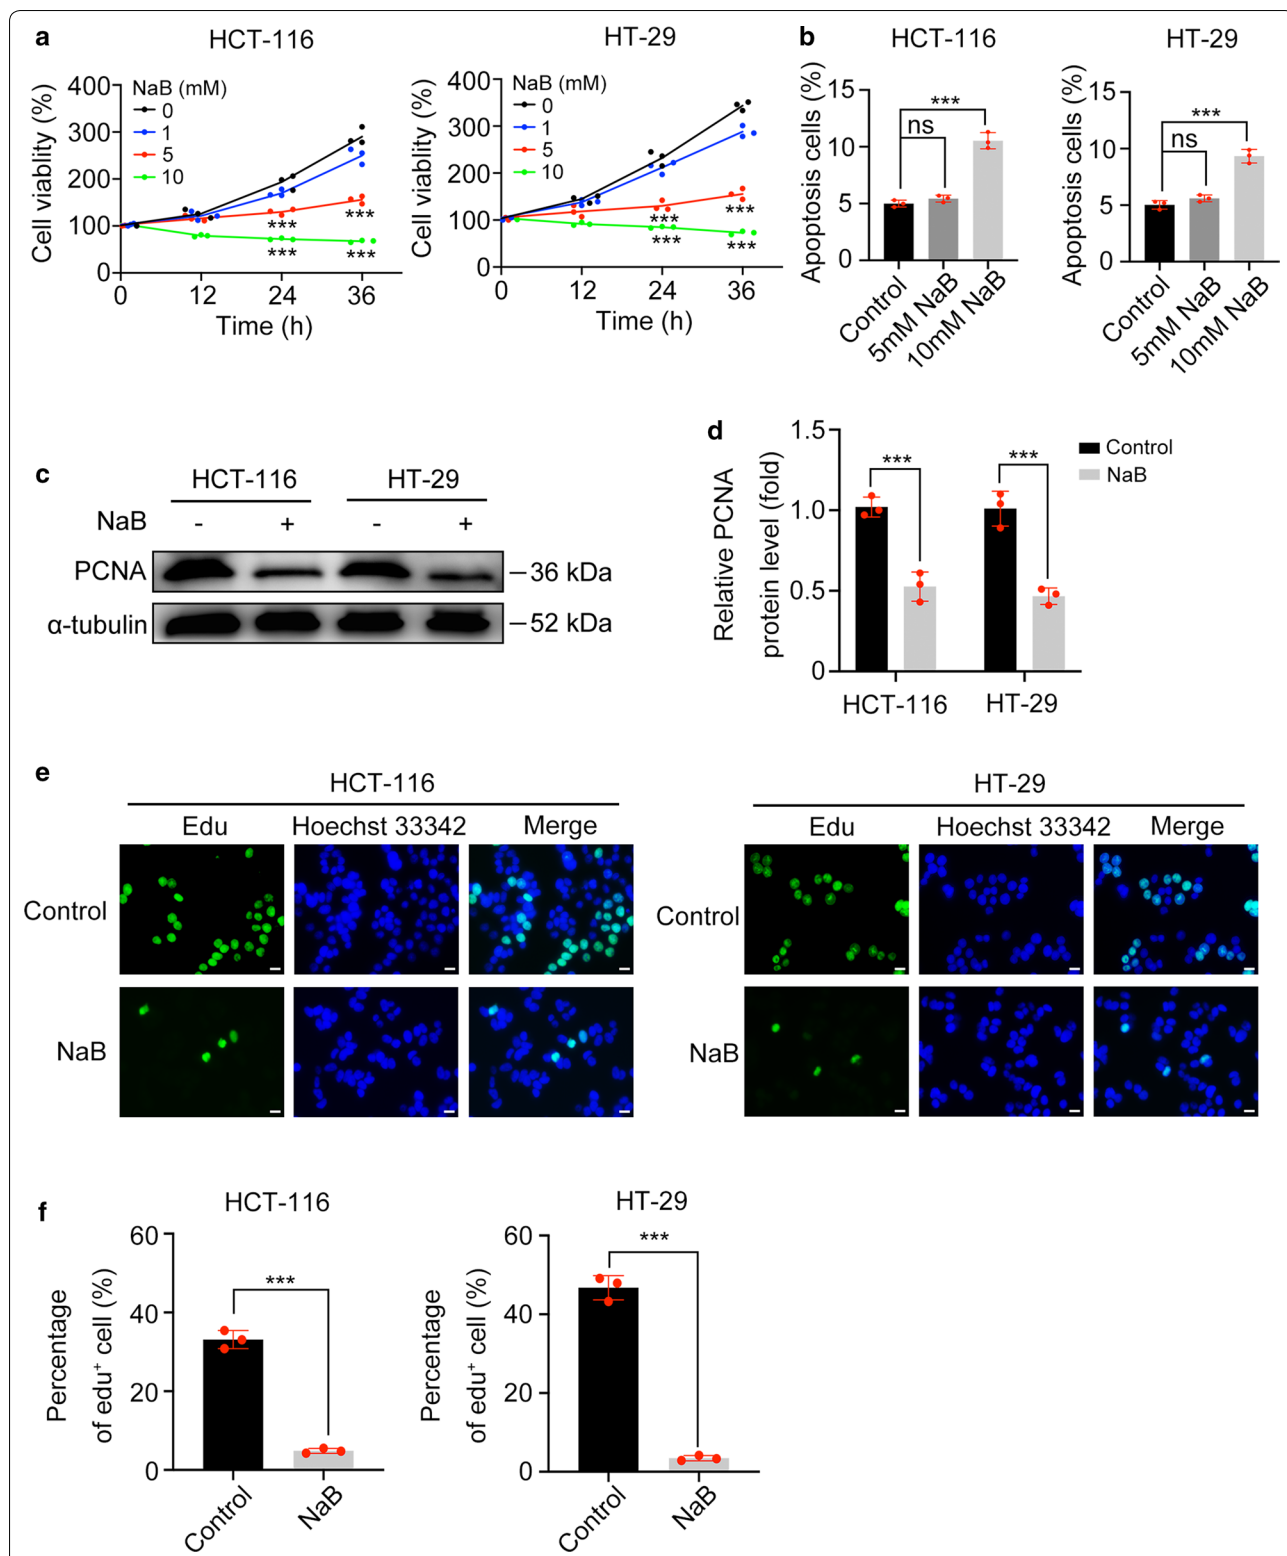 a
HCT-116
Cell viablity (%)
400
300
200
100
0
NaB (mM)
0
1
5
10
***
***
***
***
0
12
24
36
Time (h)
HT-29
Cell viablity (%)
400
300
200
100
0
NaB (mM)
0
1
5
10
***
***
***
***
0
12
24
36
Time (h)
b
HCT-116
Apoptosis cells (%)
15
10
5
0
***
ns
Control
5mM NaB
10mM NaB
HT-29
Apoptosis cells (%)
15
10
5
0
***
ns
Control
5mM NaB
10mM NaB
c
HCT-116 HT-29
NaB - + - +
PCNA 36 kDa
α-tubulin 52 kDa
d
Relative PCNA
protein level (fold)
1.5
1.0
0.5
0
*** ***
Control
NaB
HCT-116 HT-29
e
HCT-116
Edu Hoechst 33342 Merge
Control
NaB
HT-29
Edu Hoechst 33342 Merge
Control
NaB
f
HCT-116
Percentage
of edu⁺ cell (%)
60
40
20
0
***
Control
NaB
HT-29
Percentage
of edu⁺ cell (%)
60
40
20
0
***
Control
NaB